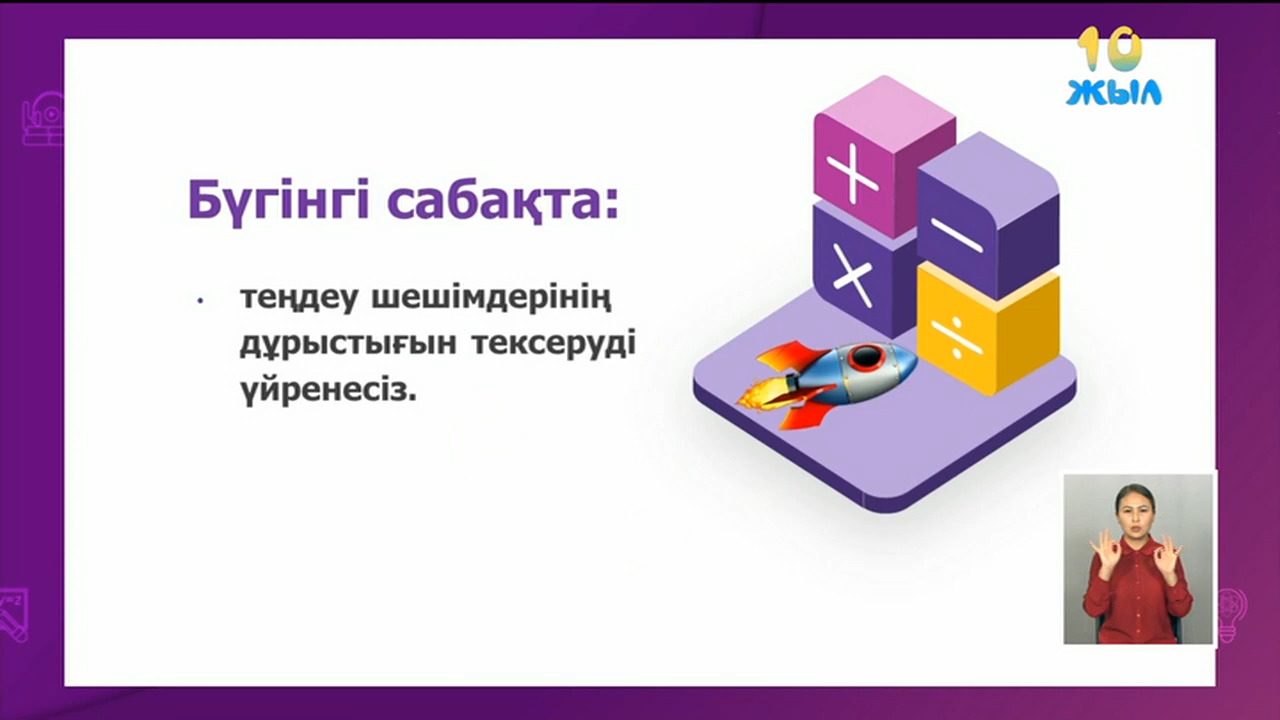 10
жыл
Бүгінгі сабақта:
• теңдеу шешімдерінің
дұрыстығын тексеруді
үйренесіз.